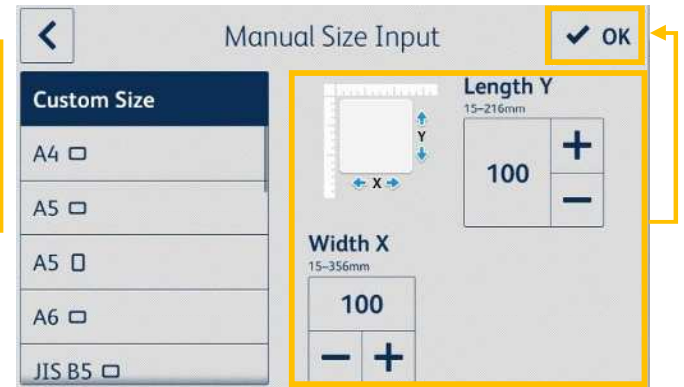 Manual Size Input
OK
Custom Size
A4
A5
A5
A6
JIS B5
Length Y
15–216mm
100
+
−
Y
X
Width X
15–356mm
100
− +